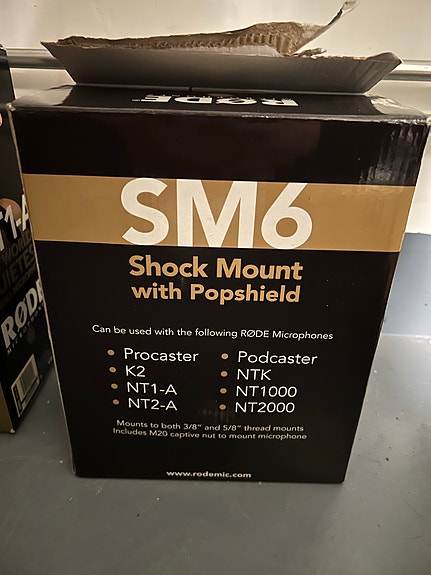 RØDE
SM6
Shock Mount
with Popshield
Can be used with the following RØDE Microphones
• Procaster
• K2
• NT1-A
• NT2-A
• Podcaster
• NTK
• NT1000
• NT2000
Mounts to both 3/8" and 5/8" thread mounts
Includes M20 captive nut to mount microphone
www.rodemic.com
RØDE